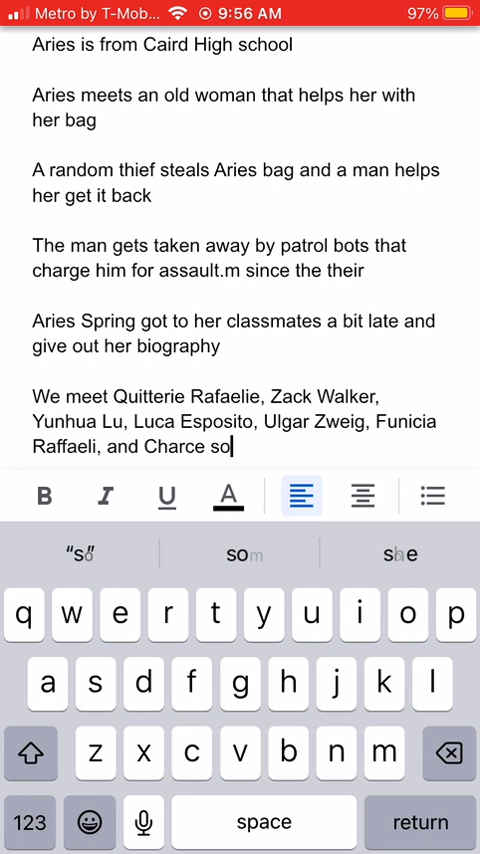 Metro by T-Mob... 9:56 AM 97%
Aries is from Caird High school
Aries meets an old woman that helps her with
her bag
A random thief steals Aries bag and a man helps
her get it back
The man gets taken away by patrol bots that
charge him for assault.m since the their
Aries Spring got to her classmates a bit late and
give out her biography
We meet Quitterie Rafaelie, Zack Walker,
Yunhua Lu, Luca Esposito, Ulgar Zweig, Funicia
Raffaeli, and Charce so
B I U A
"so" som she
q w e r t y u i o p
a s d f g h j k l
z x c v b n m
123 space return